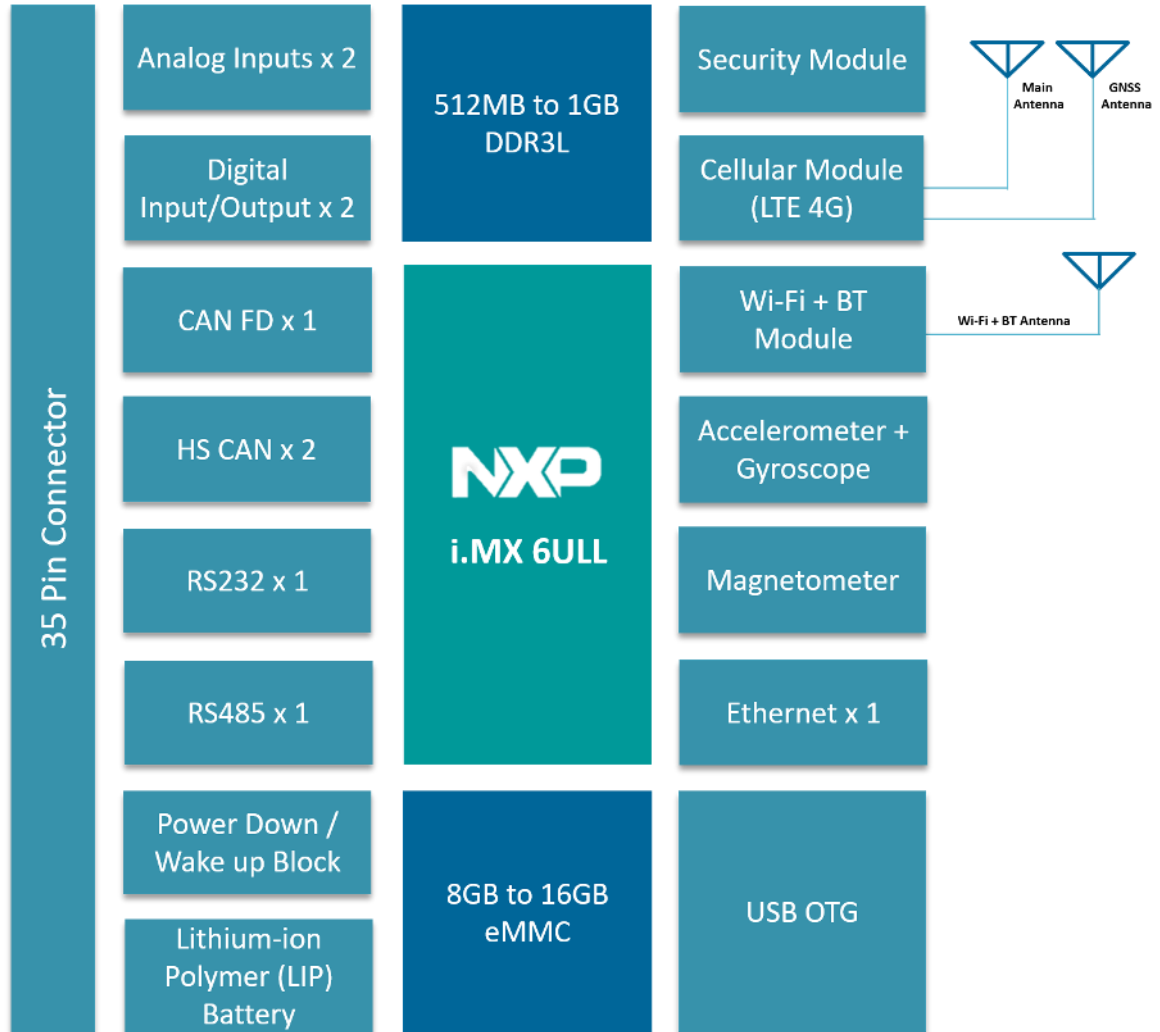 35 Pin Connector
Analog Inputs x 2
Digital
Input/Output x 2
CAN FD x 1
HS CAN x 2
RS232 x 1
RS485 x 1
Power Down /
Wake up Block
Lithium-ion
Polymer (LIP)
Battery
512MB to 1GB
DDR3L
NXP
i.MX 6ULL
8GB to 16GB
eMMC
Security Module
Cellular Module
(LTE 4G)
Wi-Fi + BT
Module
Accelerometer +
Gyroscope
Magnetometer
Ethernet x 1
USB OTG
Main
Antenna
GNSS
Antenna
Wi-Fi + BT Antenna